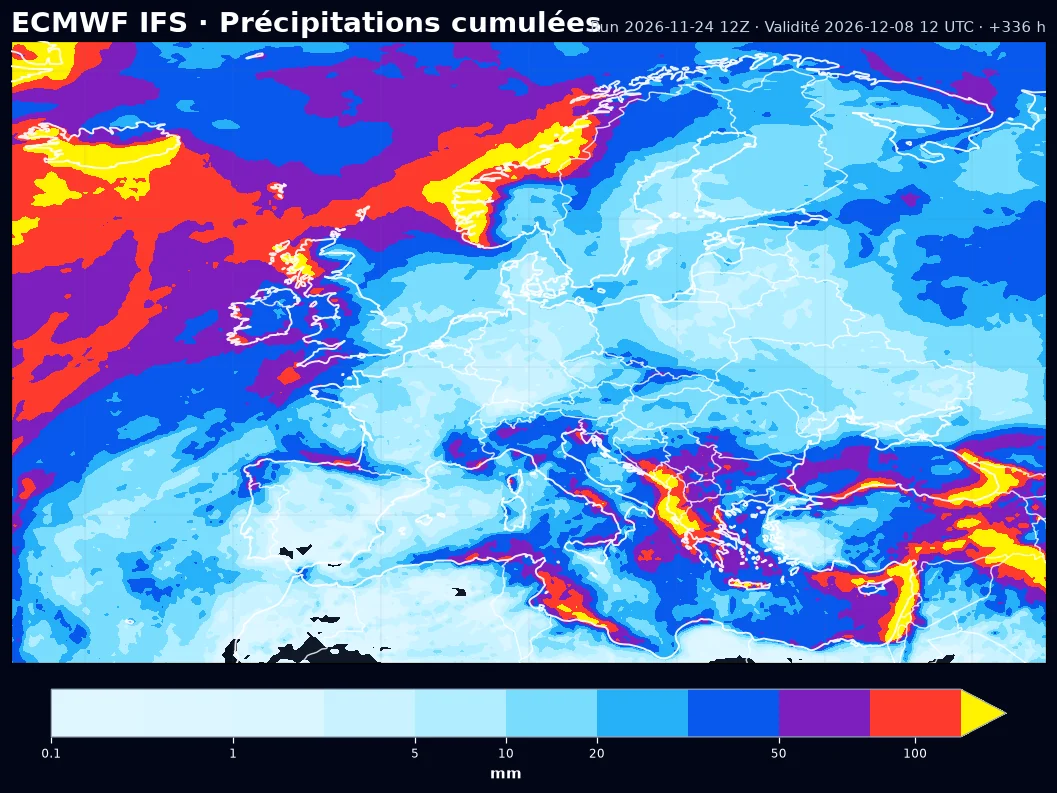 ECMWF IFS · Précipitations cumulées
Run 2026-11-24 12Z · Validité 2026-12-08 12 UTC · +336 h
0.1 1 5 10 20 50 100
mm